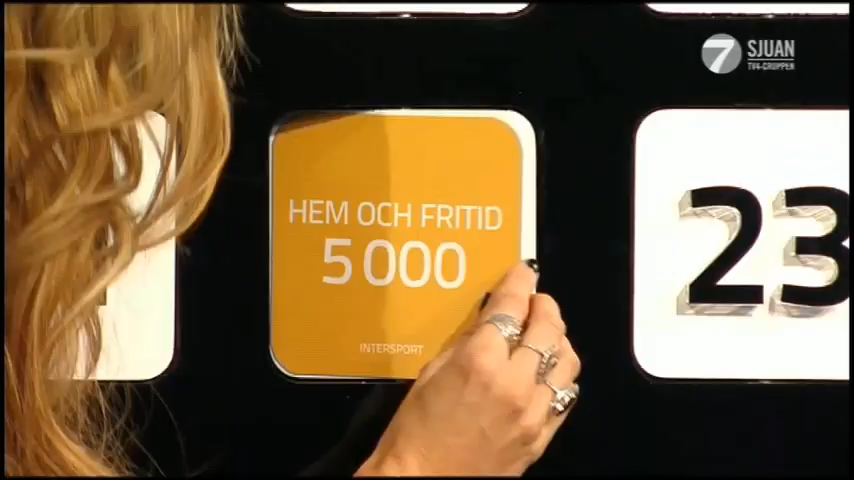 7 SJUAN
TV4-GRUPPEN
HEM OCH FRITID
5 000
INTERSPORT
23